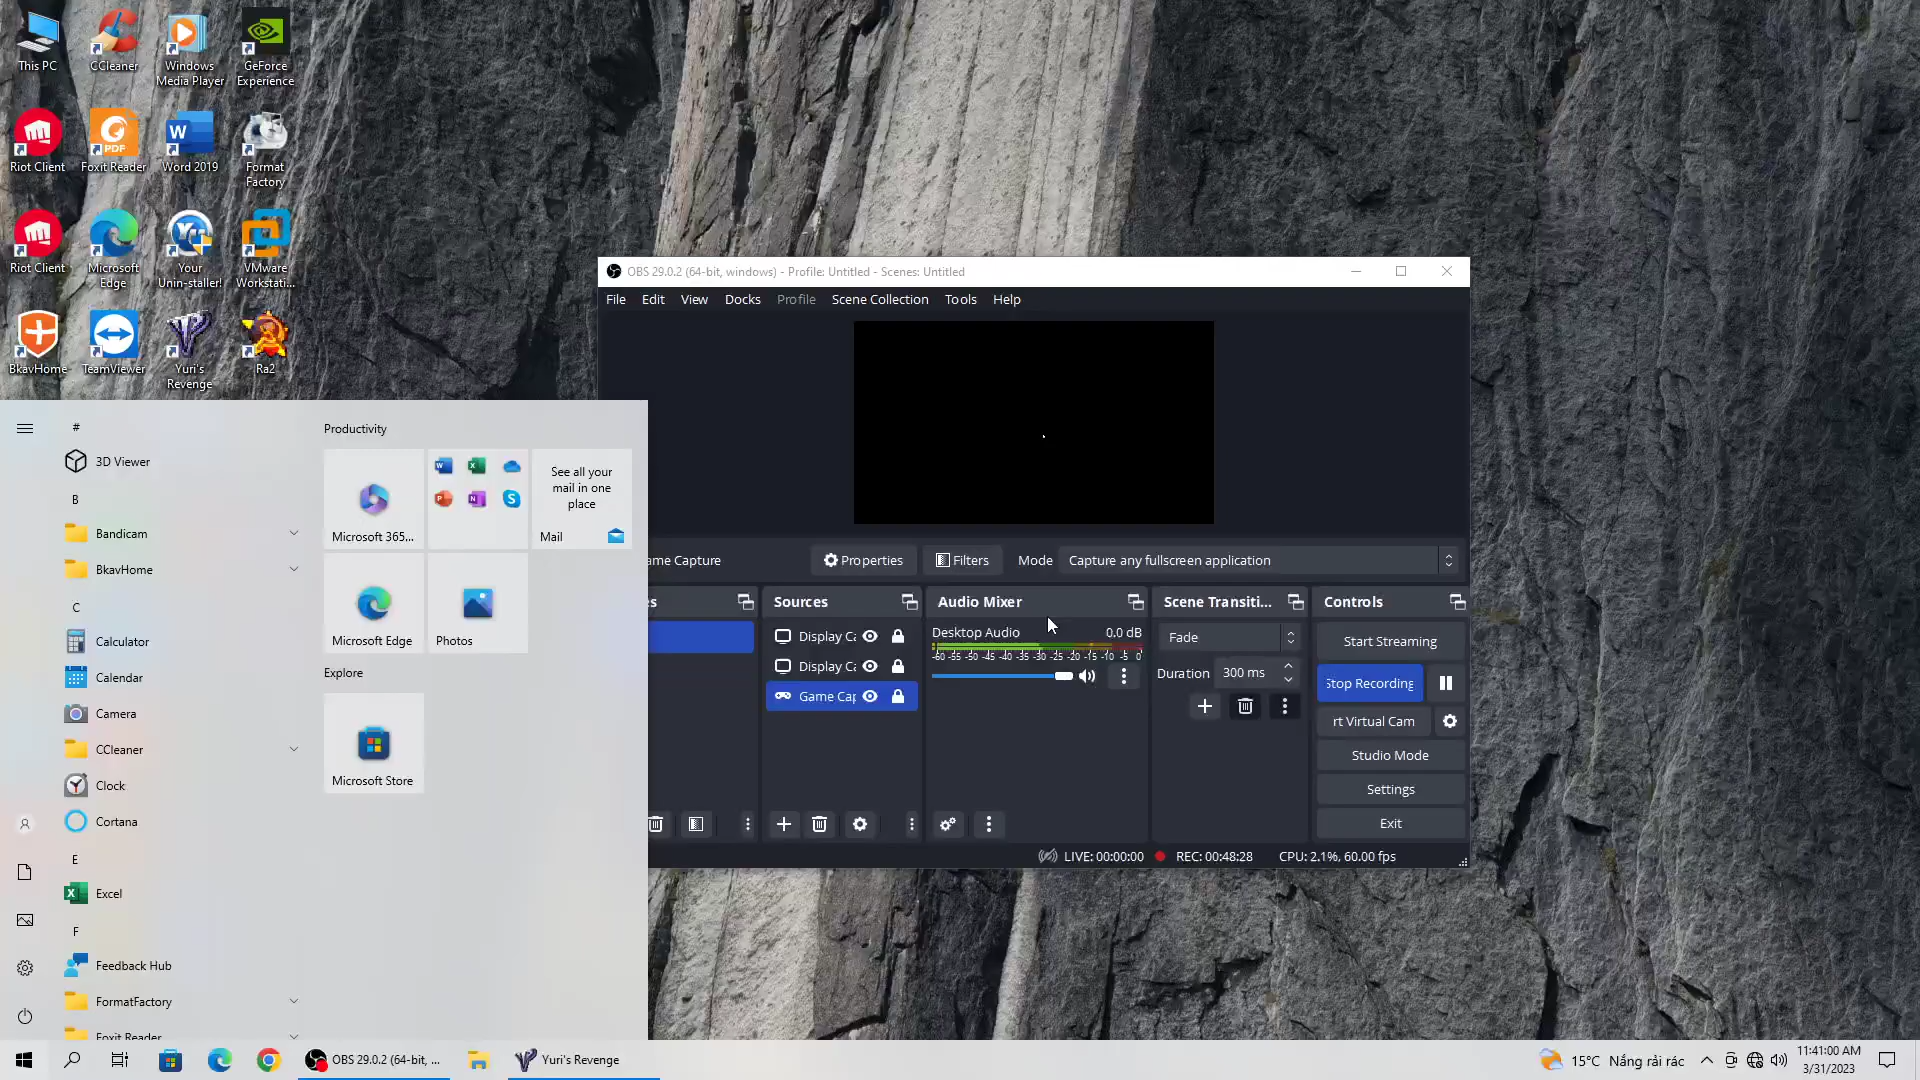 This PC
CCleaner
Windows
Media Player
GeForce
Experience
Riot Client
Foxit Reader
Word 2019
Format
Factory
Riot Client
Microsoft
Edge
Your
Unin-staller!
VMware
Workstati...
BkavHome
TeamViewer
Yuri's
Revenge
Ra2
OBS 29.0.2 (64-bit, windows) - Profile: Untitled - Scenes: Untitled
File Edit View Docks Profile Scene Collection Tools Help
ame Capture Properties Filters Mode Capture any fullscreen application
es Sources Audio Mixer Scene Transiti... Controls
Display Ca
Display Ca
Game Cap
Desktop Audio 0.0 dB
-60 -55 -50 -45 -40 -35 -30 -25 -20 -15 -10 -5 0
Fade
Duration 300 ms
Start Streaming
Stop Recording
rt Virtual Cam
Studio Mode
Settings
Exit
LIVE: 00:00:00 REC: 00:48:28 CPU: 2.1%, 60.00 fps
#
3D Viewer
B
Bandicam
BkavHome
C
Calculator
Calendar
Camera
CCleaner
Clock
Cortana
E
Excel
F
Feedback Hub
FormatFactory
Foxit Reader
Productivity
Microsoft 365...
See all your
mail in one
place
Mail
Microsoft Edge
Photos
Explore
Microsoft Store
OBS 29.0.2 (64-bit, ...
Yuri's Revenge
15°C Nắng rải rác
11:41:00 AM
3/31/2023